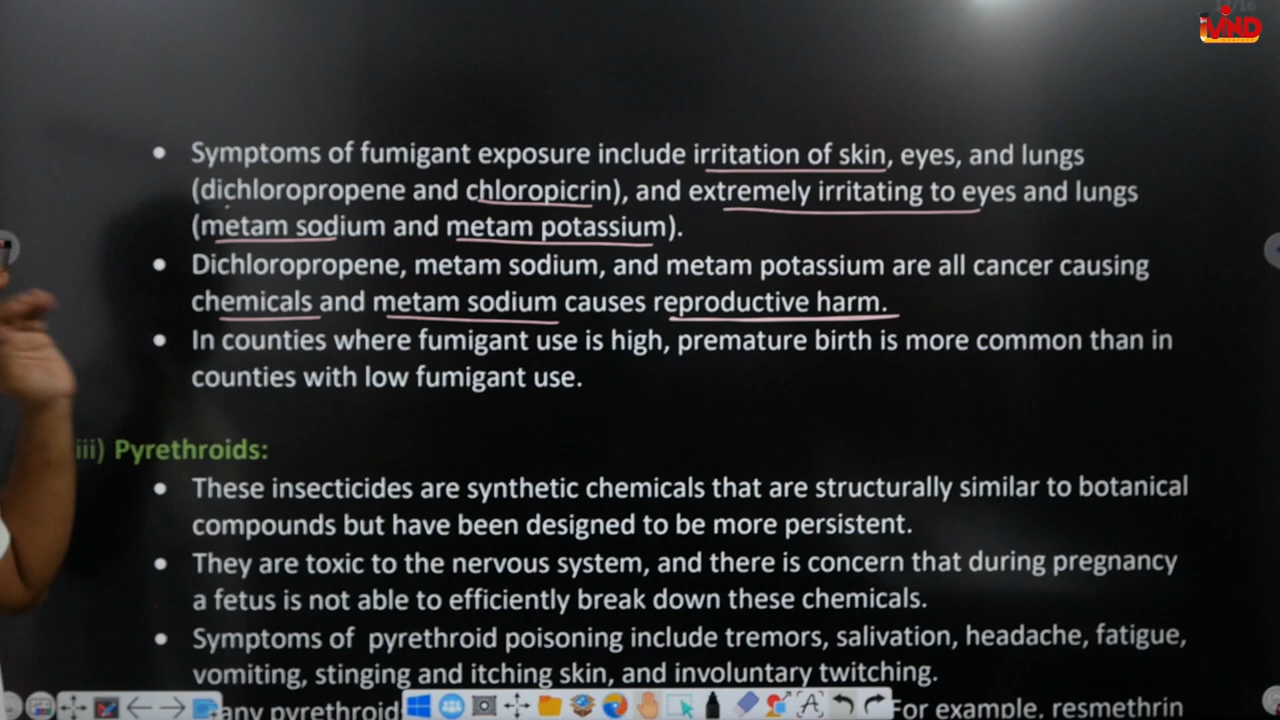 MND
• Symptoms of fumigant exposure include irritation of skin, eyes, and lungs
(dichloropropene and chloropicrin), and extremely irritating to eyes and lungs
(metam sodium and metam potassium).
• Dichloropropene, metam sodium, and metam potassium are all cancer causing
chemicals and metam sodium causes reproductive harm.
• In counties where fumigant use is high, premature birth is more common than in
counties with low fumigant use.
iii) Pyrethroids:
• These insecticides are synthetic chemicals that are structurally similar to botanical
compounds but have been designed to be more persistent.
• They are toxic to the nervous system, and there is concern that during pregnancy
a fetus is not able to efficiently break down these chemicals.
• Symptoms of pyrethroid poisoning include tremors, salivation, headache, fatigue,
vomiting, stinging and itching skin, and involuntary twitching.
any pyrethroid For example, resmethrin